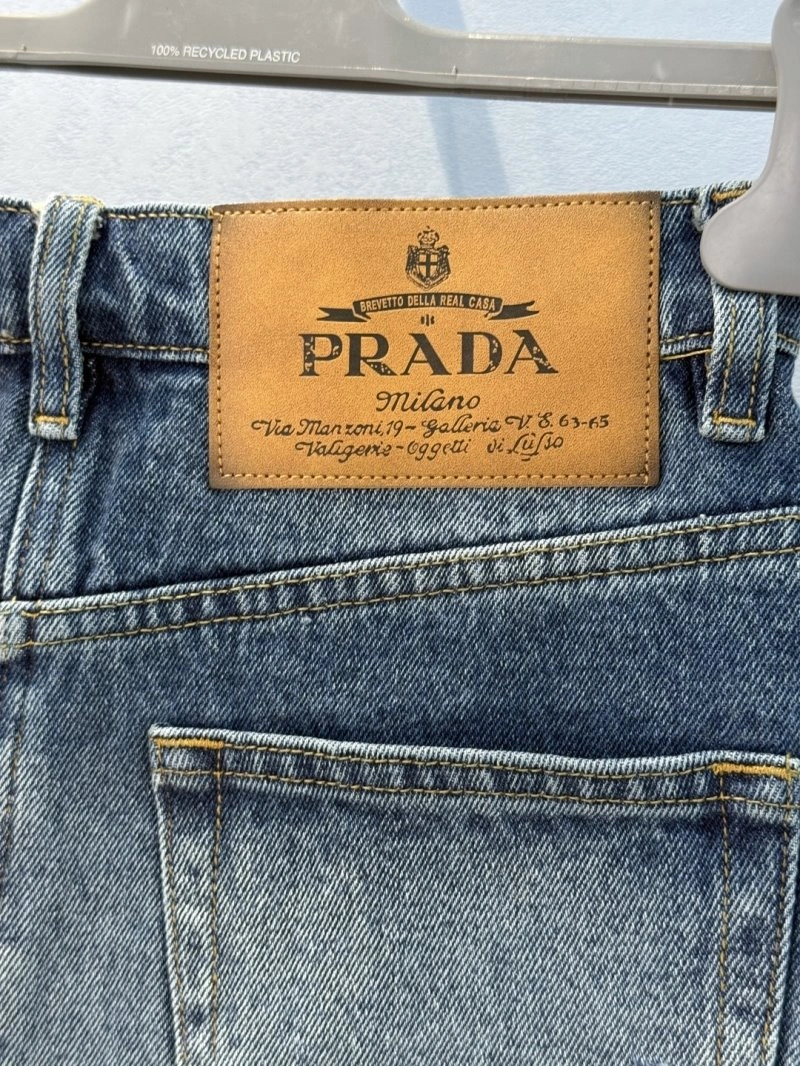 100% RECYCLED PLASTIC
BREVETTO DELLA REAL CASA
PRADA
Milano
Via Manzoni, 19 - Galleria V. E. 63-65
Valigerie - Oggetti di Lusso